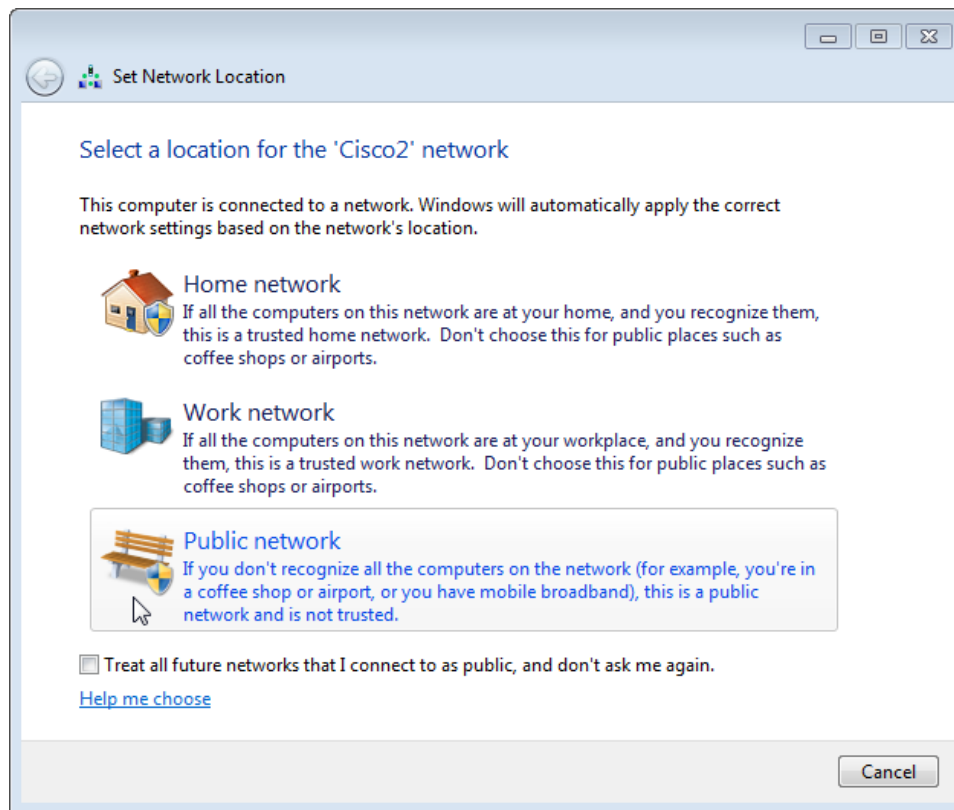 Set Network Location
Select a location for the 'Cisco2' network
This computer is connected to a network. Windows will automatically apply the correct
network settings based on the network's location.
Home network
If all the computers on this network are at your home, and you recognize them,
this is a trusted home network.  Don't choose this for public places such as
coffee shops or airports.
Work network
If all the computers on this network are at your workplace, and you recognize
them, this is a trusted work network.  Don't choose this for public places such as
coffee shops or airports.
Public network
If you don't recognize all the computers on the network (for example, you're in
a coffee shop or airport, or you have mobile broadband), this is a public
network and is not trusted.
Treat all future networks that I connect to as public, and don't ask me again.
Help me choose
Cancel